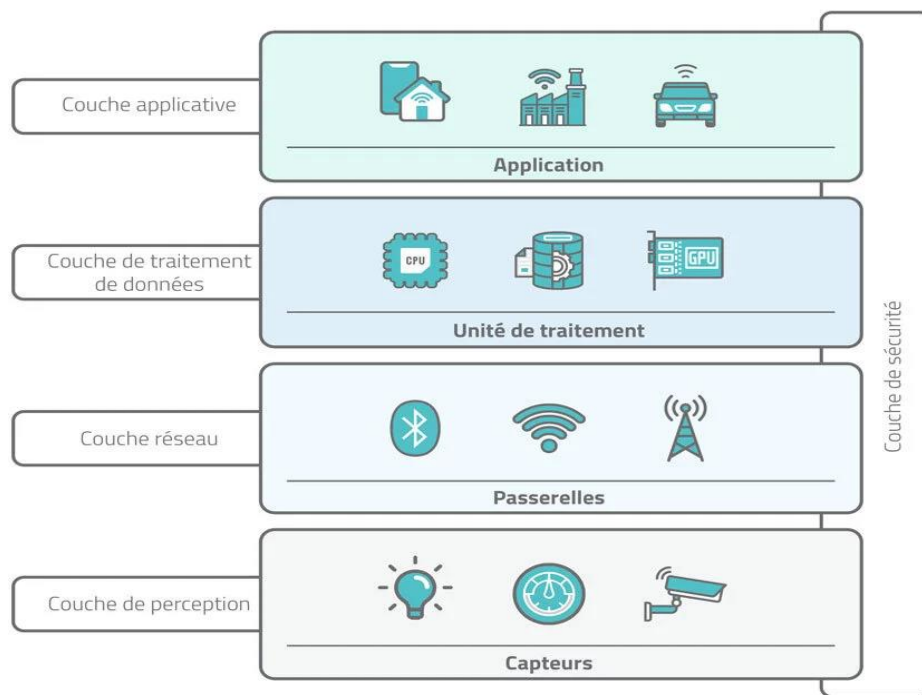 Couche applicative
Application
Couche de traitement
de données
CPU
GPU
Unité de traitement
Couche réseau
Passerelles
Couche de perception
Capteurs
Couche de sécurité